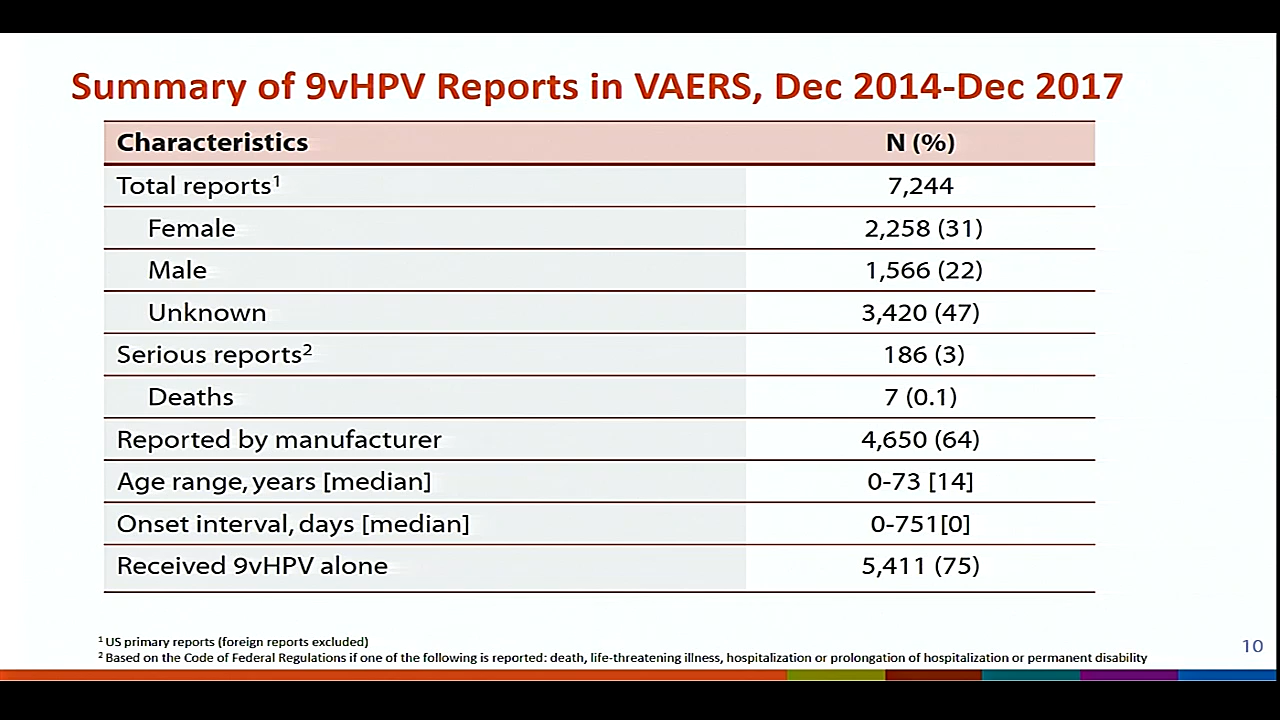 Summary of 9vHPV Reports in VAERS, Dec 2014-Dec 2017
Characteristics N (%)
Total reports¹ 7,244
Female 2,258 (31)
Male 1,566 (22)
Unknown 3,420 (47)
Serious reports² 186 (3)
Deaths 7 (0.1)
Reported by manufacturer 4,650 (64)
Age range, years [median] 0-73 [14]
Onset interval, days [median] 0-751[0]
Received 9vHPV alone 5,411 (75)
¹ US primary reports (foreign reports excluded)
² Based on the Code of Federal Regulations if one of the following is reported: death, life-threatening illness, hospitalization or prolongation of hospitalization or permanent disability
10